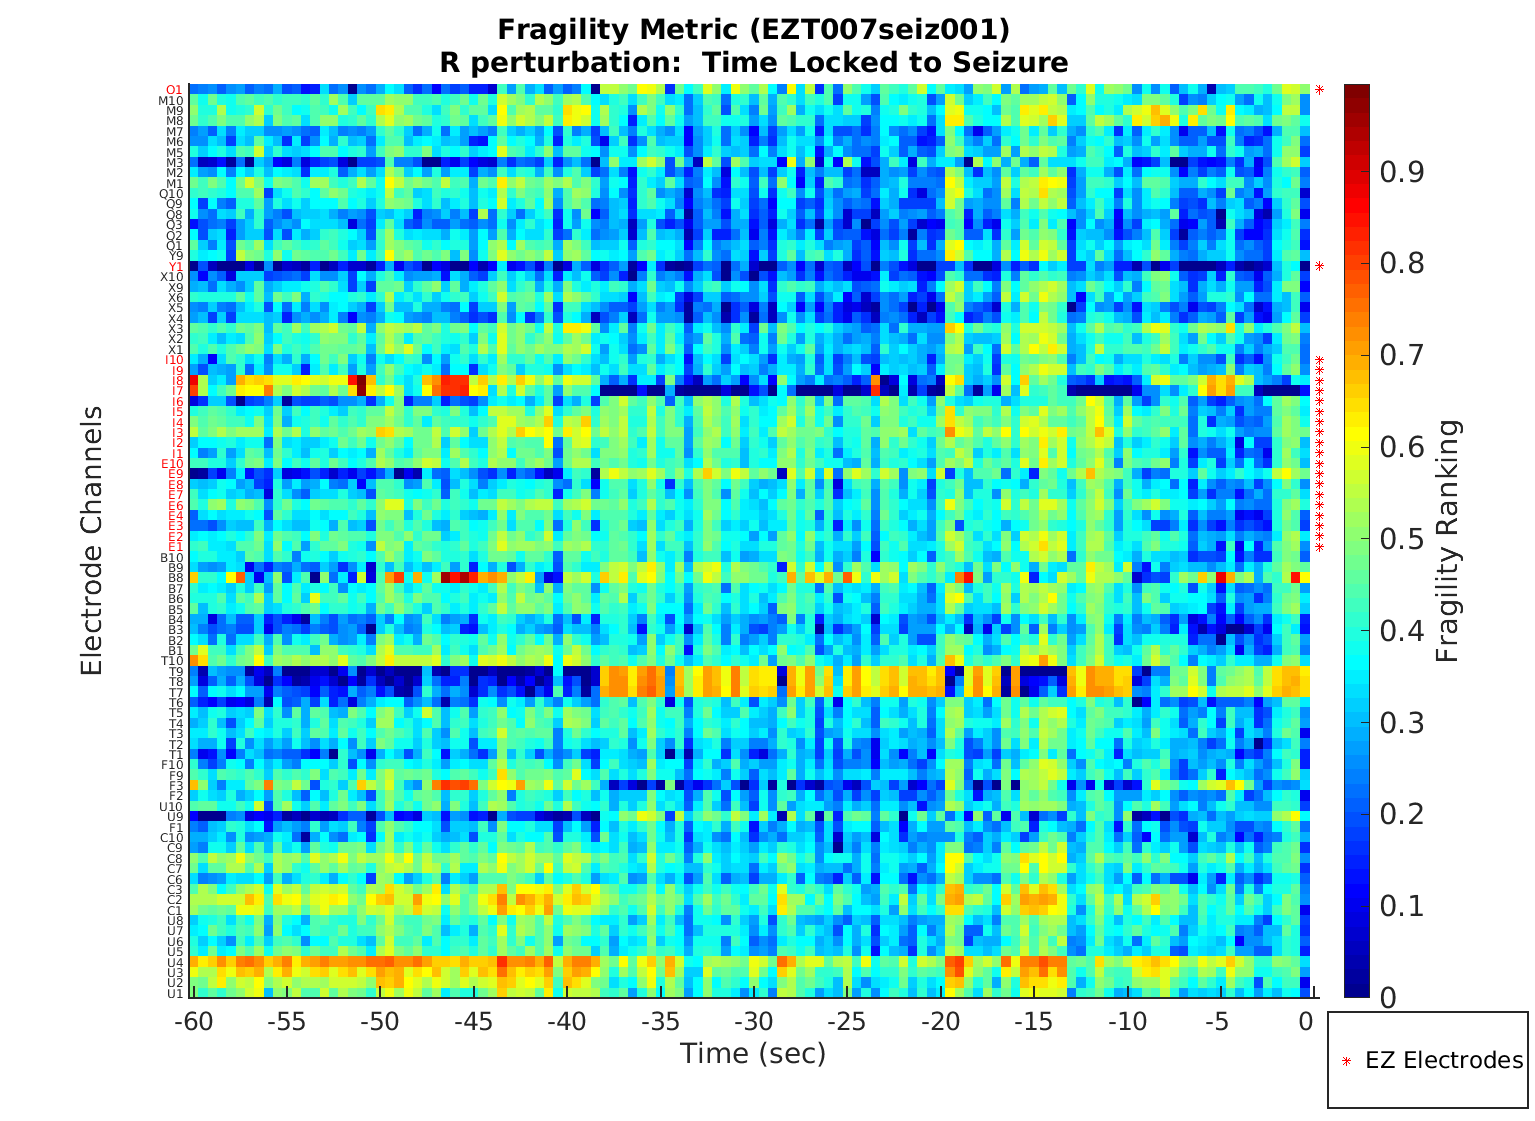 Fragility Metric (EZT007seiz001)
R perturbation:  Time Locked to Seizure
Electrode Channels
O1
M10
M9
M8
M7
M6
M5
M3
M2
M1
Q10
Q9
Q8
Q3
Q2
Q1
Y9
Y1
X10
X9
X6
X5
X4
X3
X2
X1
I10
I9
I8
I7
I6
I5
I4
I3
I2
I1
E10
E9
E8
E7
E6
E4
E3
E2
E1
B10
B9
B8
B7
B6
B5
B4
B3
B2
B1
T10
T9
T8
T7
T6
T5
T4
T3
T2
T1
F10
F9
F3
F2
U10
U9
F1
C10
C9
C8
C7
C6
C3
C2
C1
U8
U7
U6
U5
U4
U3
U2
U1
-60 -55 -50 -45 -40 -35 -30 -25 -20 -15 -10 -5 0
Time (sec)
0.9
0.8
0.7
0.6
0.5
0.4
0.3
0.2
0.1
0
Fragility Ranking
EZ Electrodes